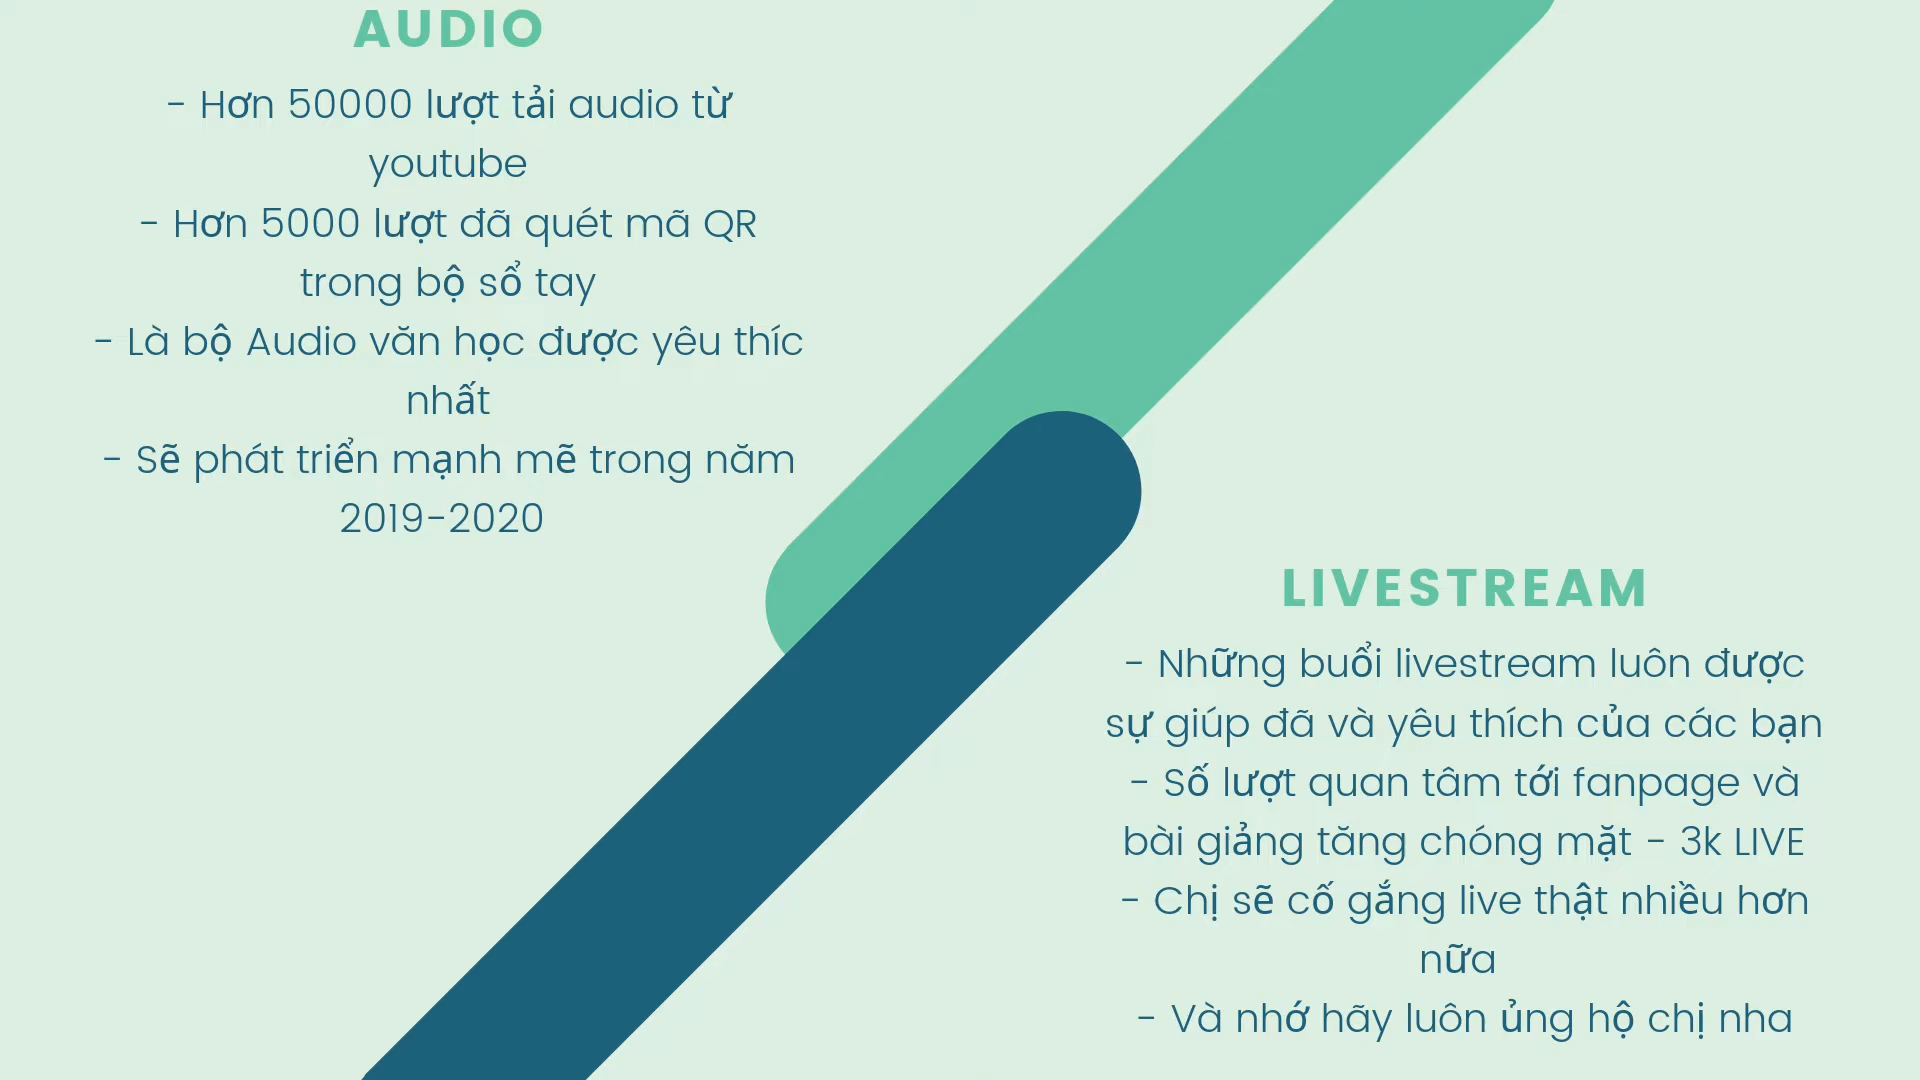 AUDIO
- Hơn 50000 lượt tải audio từ
youtube
- Hơn 5000 lượt đã quét mã QR
trong bộ sổ tay
- Là bộ Audio văn học được yêu thíc
nhất
- Sẽ phát triển mạnh mẽ trong năm
2019-2020
LIVESTREAM
- Những buổi livestream luôn được
sự giúp đã và yêu thích của các bạn
- Số lượt quan tâm tới fanpage và
bài giảng tăng chóng mặt - 3k LIVE
- Chị sẽ cố gắng live thật nhiều hơn
nữa
- Và nhớ hãy luôn ủng hộ chị nha